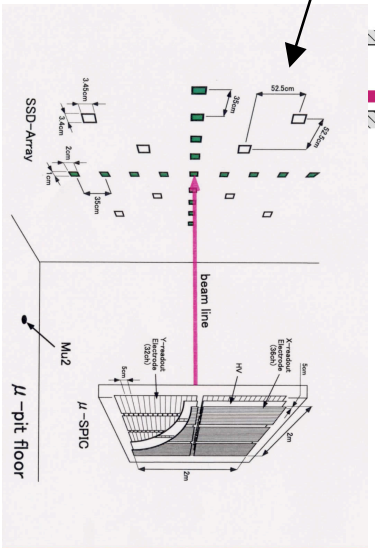 3.45cm
3.4cm
SSD-Array
2cm
1cm
35cm
35cm
52.5cm
52.5cm
beam line
Y-readout
Electrode
(32ch)
HV
X-readout
Electrode
(36ch)
5cm
5cm
2m
2m
μ-SPIC
Mu2
μ-pit floor